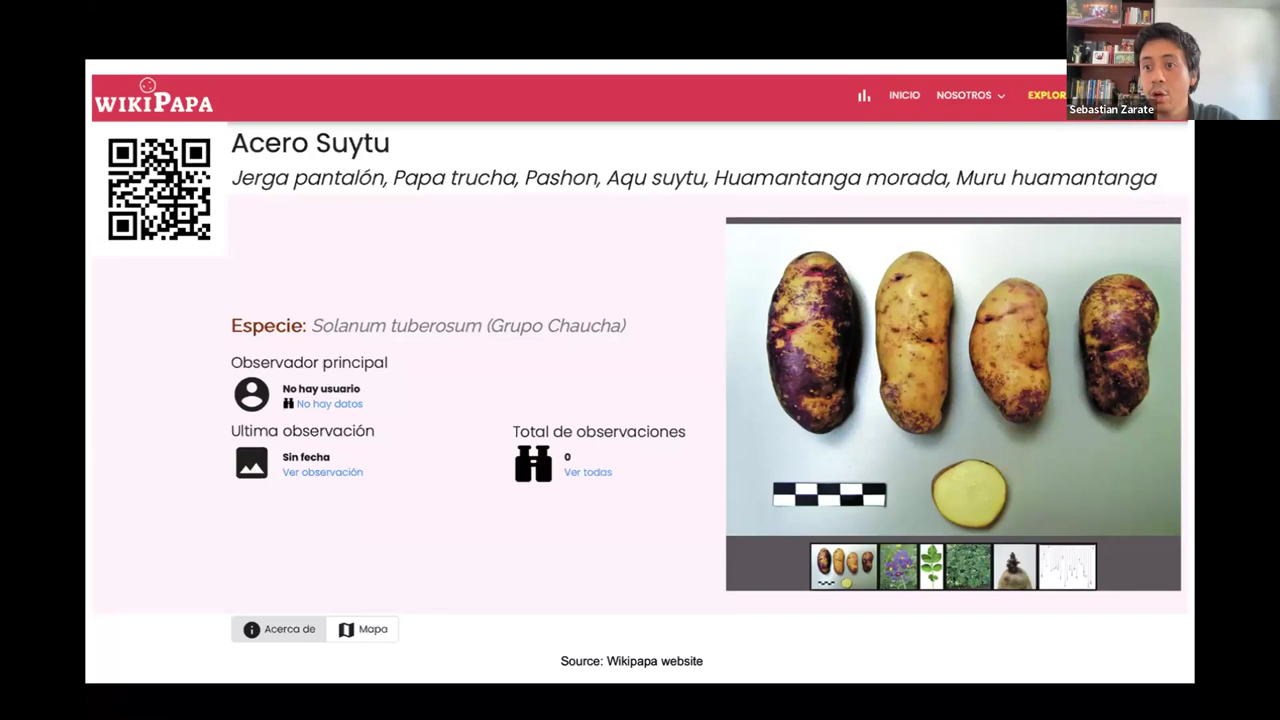 WIKIPAPA
INICIO
NOSOTROS
EXPLOR
Sebastian Zarate
Acero Suytu
Jerga pantalón, Papa trucha, Pashon, Aqu suytu, Huamantanga morada, Muru huamantanga
Especie: Solanum tuberosum (Grupo Chaucha)
Observador principal
No hay usuario
No hay datos
Ultima observación
Sin fecha
Ver observación
Total de observaciones
0
Ver todas
Acerca de
Mapa
Source: Wikipapa website